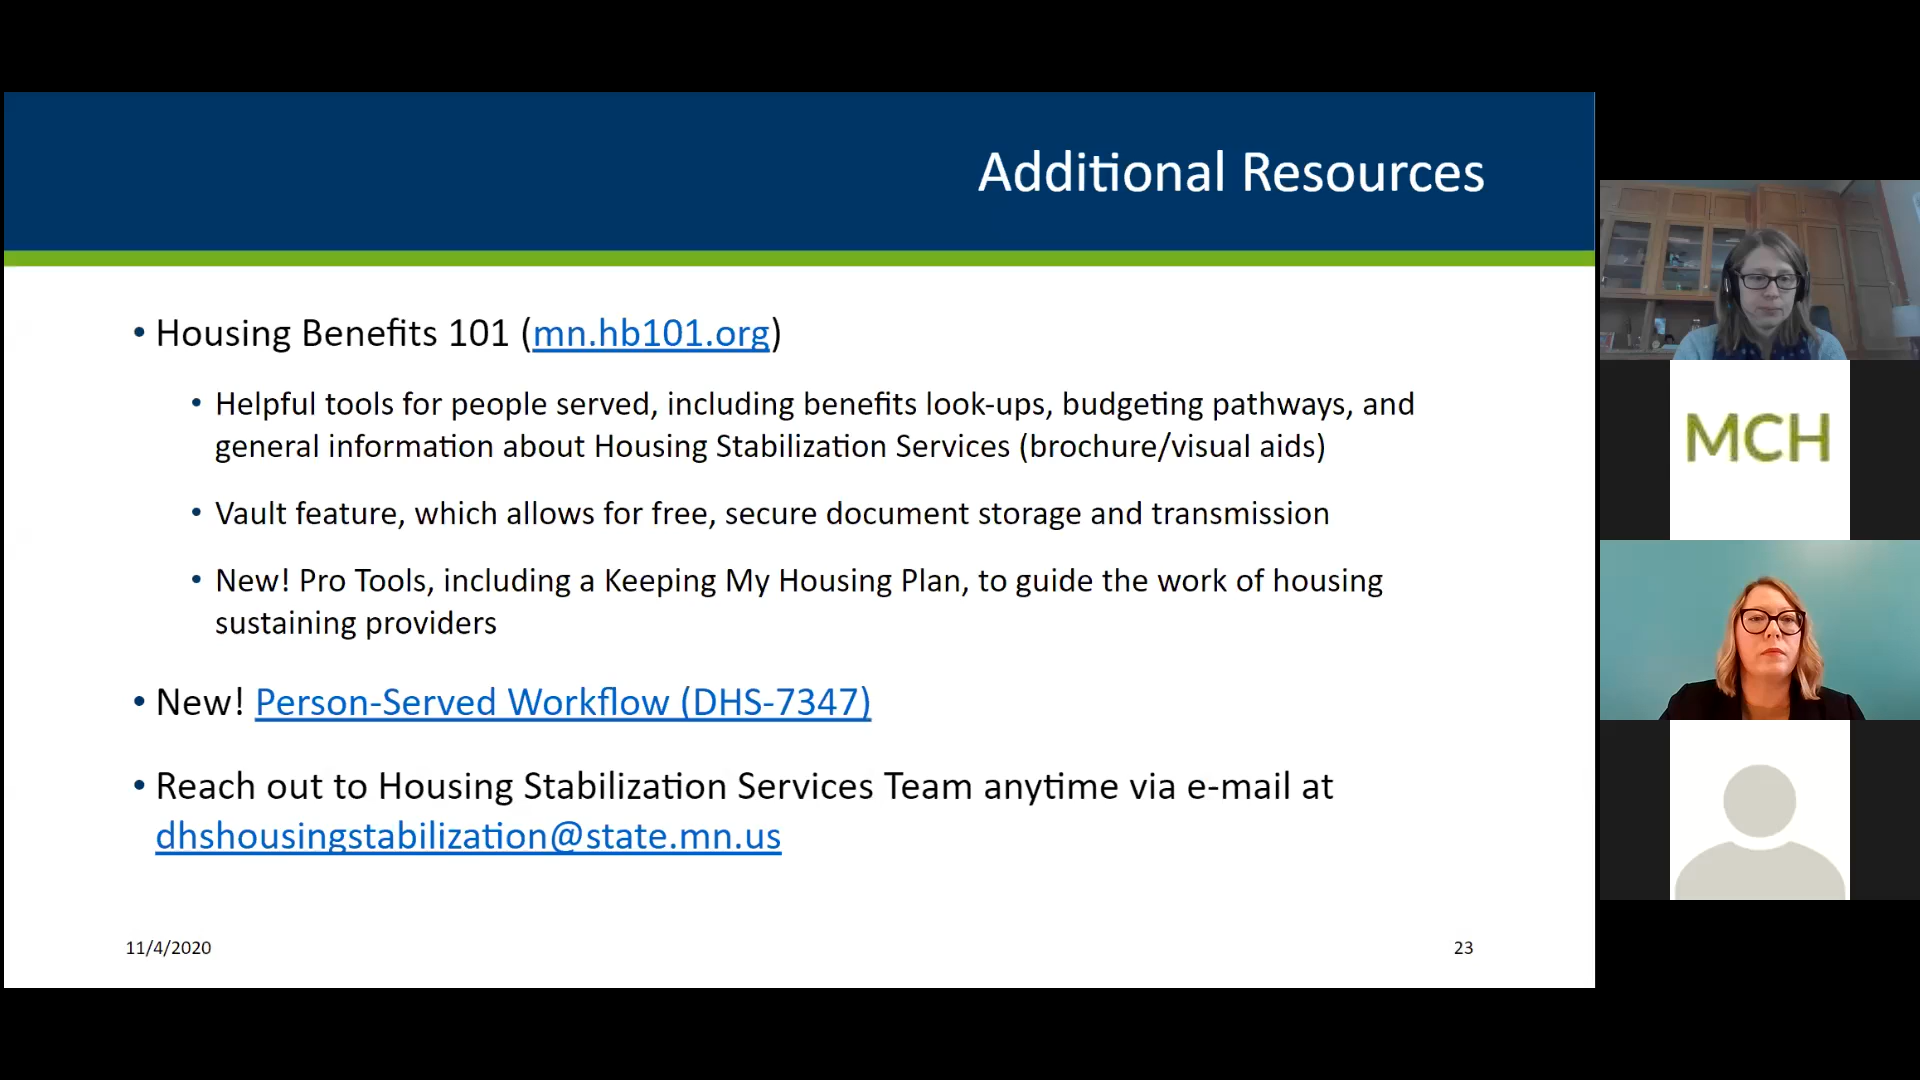 Additional Resources
• Housing Benefits 101 (mn.hb101.org)
• Helpful tools for people served, including benefits look-ups, budgeting pathways, and
general information about Housing Stabilization Services (brochure/visual aids)
• Vault feature, which allows for free, secure document storage and transmission
• New! Pro Tools, including a Keeping My Housing Plan, to guide the work of housing
sustaining providers
• New! Person-Served Workflow (DHS-7347)
• Reach out to Housing Stabilization Services Team anytime via e-mail at
dhshousingstabilization@state.mn.us
11/4/2020
23
MCH